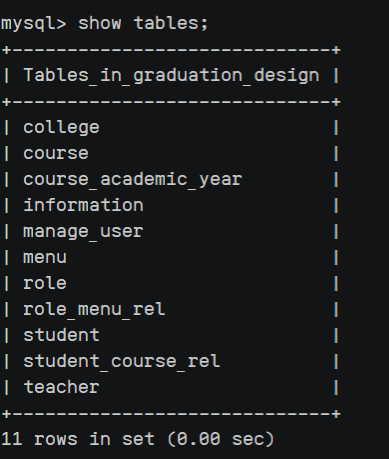 mysql> show tables;
+-----------------------------+
| Tables_in_graduation_design |
+-----------------------------+
| college                     |
| course                      |
| course_academic_year        |
| information                 |
| manage_user                 |
| menu                        |
| role                        |
| role_menu_rel               |
| student                     |
| student_course_rel          |
| teacher                     |
+-----------------------------+
11 rows in set (0.00 sec)